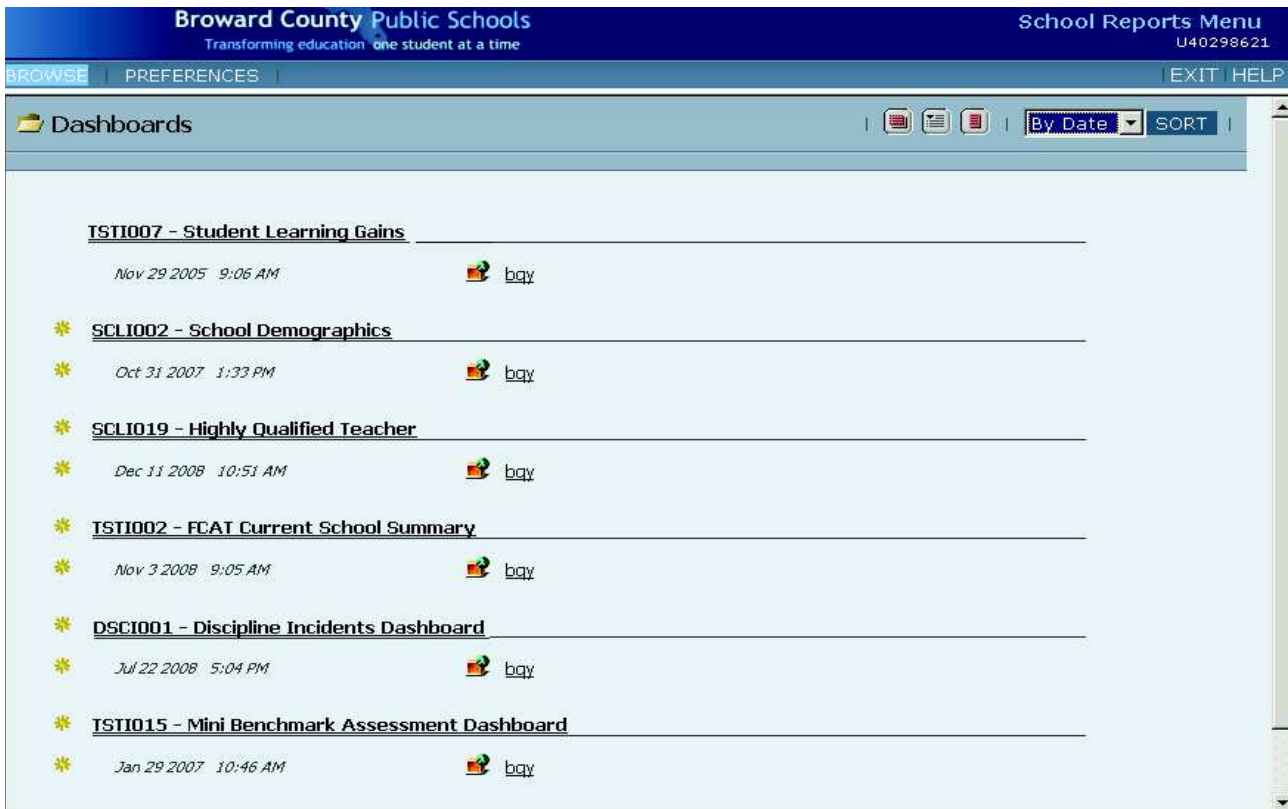 Broward County Public Schools
Transforming education one student at a time
School Reports Menu
U40298621
BROWSE | PREFERENCES |
| EXIT | HELP
Dashboards
By Date SORT
TSTI007 - Student Learning Gains
Nov 29 2005 9:06 AM bqy
SCLI002 - School Demographics
Oct 31 2007 1:33 PM bqy
SCLI019 - Highly Qualified Teacher
Dec 11 2008 10:51 AM bqy
TSTI002 - FCAT Current School Summary
Nov 3 2008 9:05 AM bqy
DSCI001 - Discipline Incidents Dashboard
Jul 22 2008 5:04 PM bqy
TSTI015 - Mini Benchmark Assessment Dashboard
Jan 29 2007 10:46 AM bqy